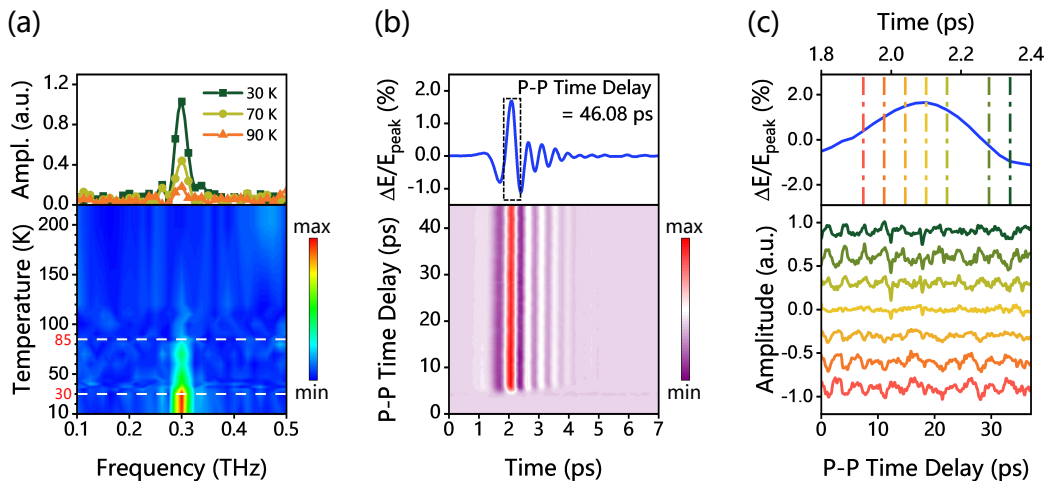 (a)
1.2
0.8
0.4
0.0
Ampl. (a.u.)
30 K
70 K
90 K
200
150
100
85
50
30
10
Temperature (K)
max
min
0.1
0.2
0.3
0.4
0.5
Frequency (THz)
(b)
P-P Time Delay
= 46.08 ps
1.0
0.0
-1.0
ΔE/Epeak (%)
40
30
20
10
0
P-P Time Delay (ps)
max
min
0
1
2
3
4
5
6
7
Time (ps)
(c)
Time (ps)
1.8
2.0
2.2
2.4
2.0
0.0
-2.0
ΔE/Epeak (%)
1.0
0.5
0.0
-0.5
-1.0
Amplitude (a.u.)
0
10
20
30
P-P Time Delay (ps)